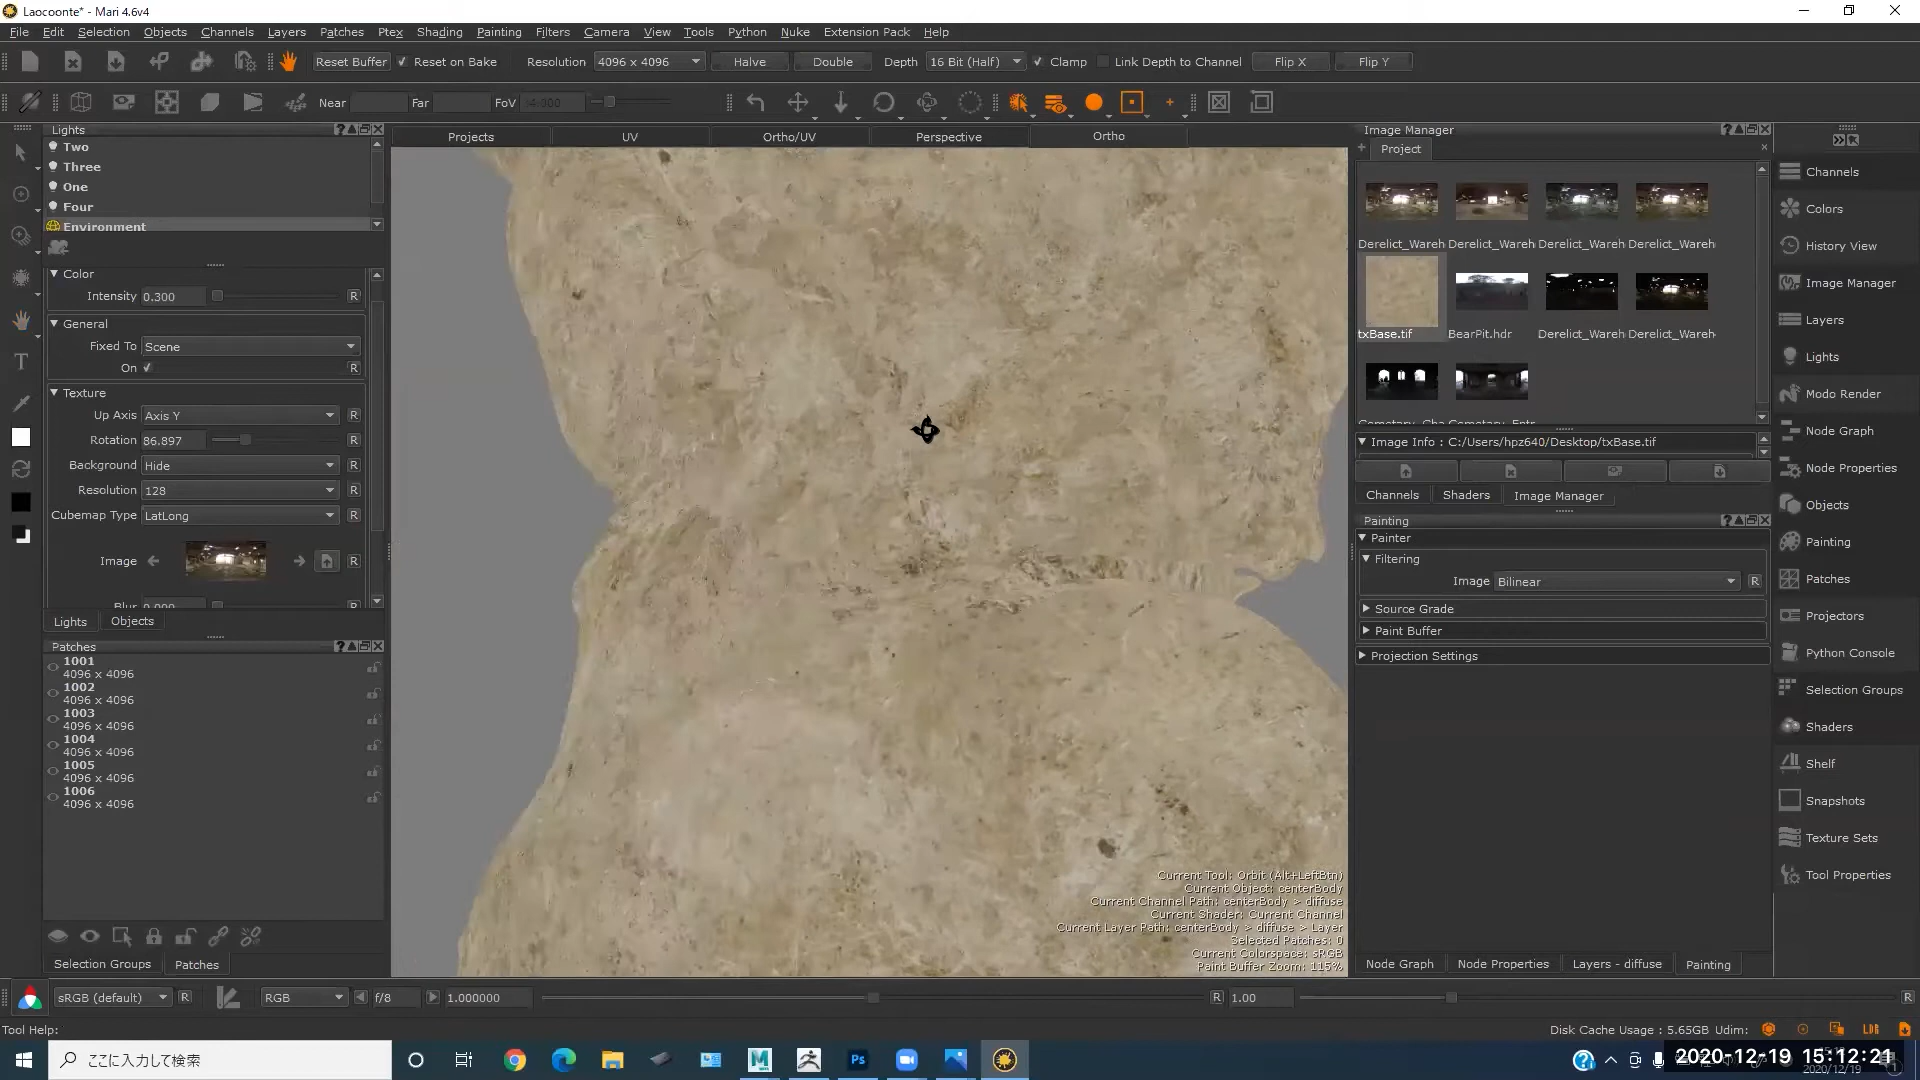 Laocoonte* - Mari 4.6v4
File Edit Selection Objects Channels Layers Patches Ptex Shading Painting Filters Camera View Tools Python Nuke Extension Pack Help
Reset Buffer Reset on Bake Resolution 4096 x 4096 Halve Double Depth 16 Bit (Half) Clamp Link Depth to Channel Flip X Flip Y
Near Far FoV
Lights
Two
Three
One
Four
Environment
Color
Intensity 0.300 R
General
Fixed To Scene
On R
Texture
Up Axis Axis Y R
Rotation 86.897 R
Background Hide R
Resolution 128 R
Cubemap Type LatLong R
Image R
Blur 0.000 R
Lights Objects
Patches
1001
4096 x 4096
1002
4096 x 4096
1003
4096 x 4096
1004
4096 x 4096
1005
4096 x 4096
1006
4096 x 4096
Selection Groups Patches
Projects UV Ortho/UV Perspective Ortho
Current Tool: Orbit (Alt+LeftBtn)
Current Object: centerBody
Current Channel Path: centerBody > diffuse
Current Shader: Current Channel
Current Layer Path: centerBody > diffuse > Layer
Selected Patches: 0
Current Colorspace: sRGB
Paint Buffer Zoom: 115%
Image Manager
Project
Derelict_Wareh Derelict_Wareh Derelict_Wareh Derelict_Wareh
txBase.tif BearPit.hdr Derelict_Wareh Derelict_Wareh
Image Info : C:/Users/hpz640/Desktop/txBase.tif
Channels Shaders Image Manager
Painting
Painter
Filtering
Image Bilinear R
Source Grade
Paint Buffer
Projection Settings
Node Graph Node Properties Layers - diffuse Painting
Channels
Colors
History View
Image Manager
Layers
Lights
Modo Render
Node Graph
Node Properties
Objects
Painting
Patches
Projectors
Python Console
Selection Groups
Shaders
Shelf
Snapshots
Texture Sets
Tool Properties
sRGB (default) R RGB f/8 1.000000 R 1.00 R
Tool Help:
Disk Cache Usage : 5.65GB Udim:
ここに入力して検索
2020-12-19 15:12:21
2020/12/19